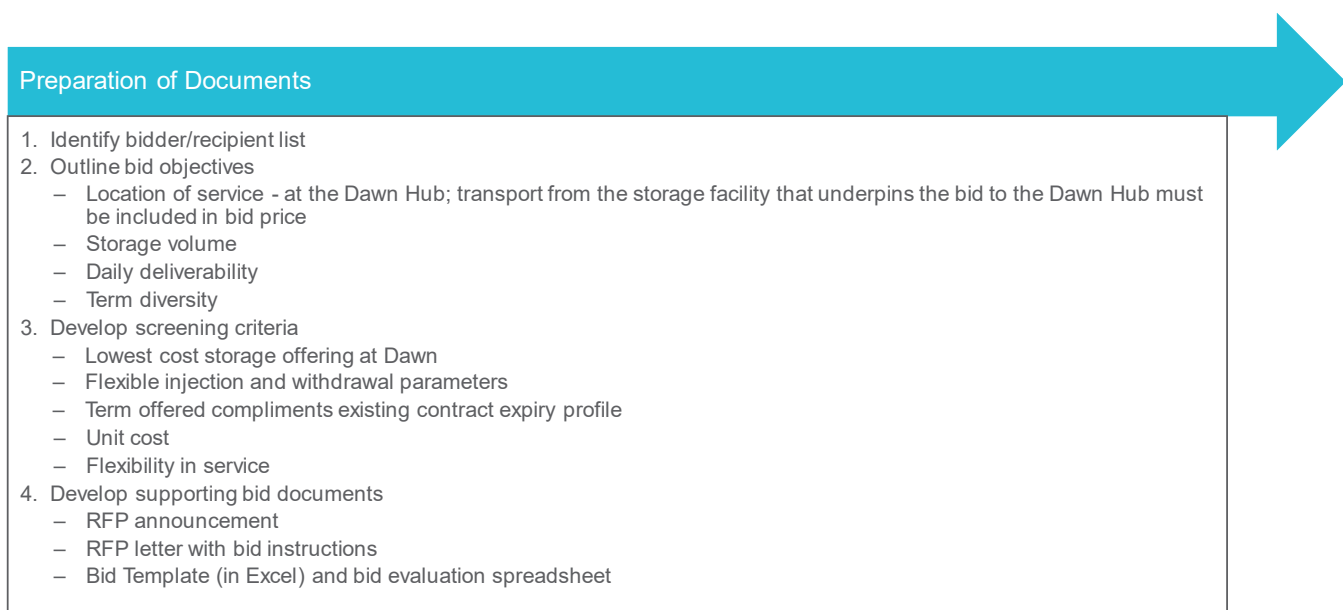 Preparation of Documents
1. Identify bidder/recipient list
2. Outline bid objectives
– Location of service - at the Dawn Hub; transport from the storage facility that underpins the bid to the Dawn Hub must
be included in bid price
– Storage volume
– Daily deliverability
– Term diversity
3. Develop screening criteria
– Lowest cost storage offering at Dawn
– Flexible injection and withdrawal parameters
– Term offered compliments existing contract expiry profile
– Unit cost
– Flexibility in service
4. Develop supporting bid documents
– RFP announcement
– RFP letter with bid instructions
– Bid Template (in Excel) and bid evaluation spreadsheet